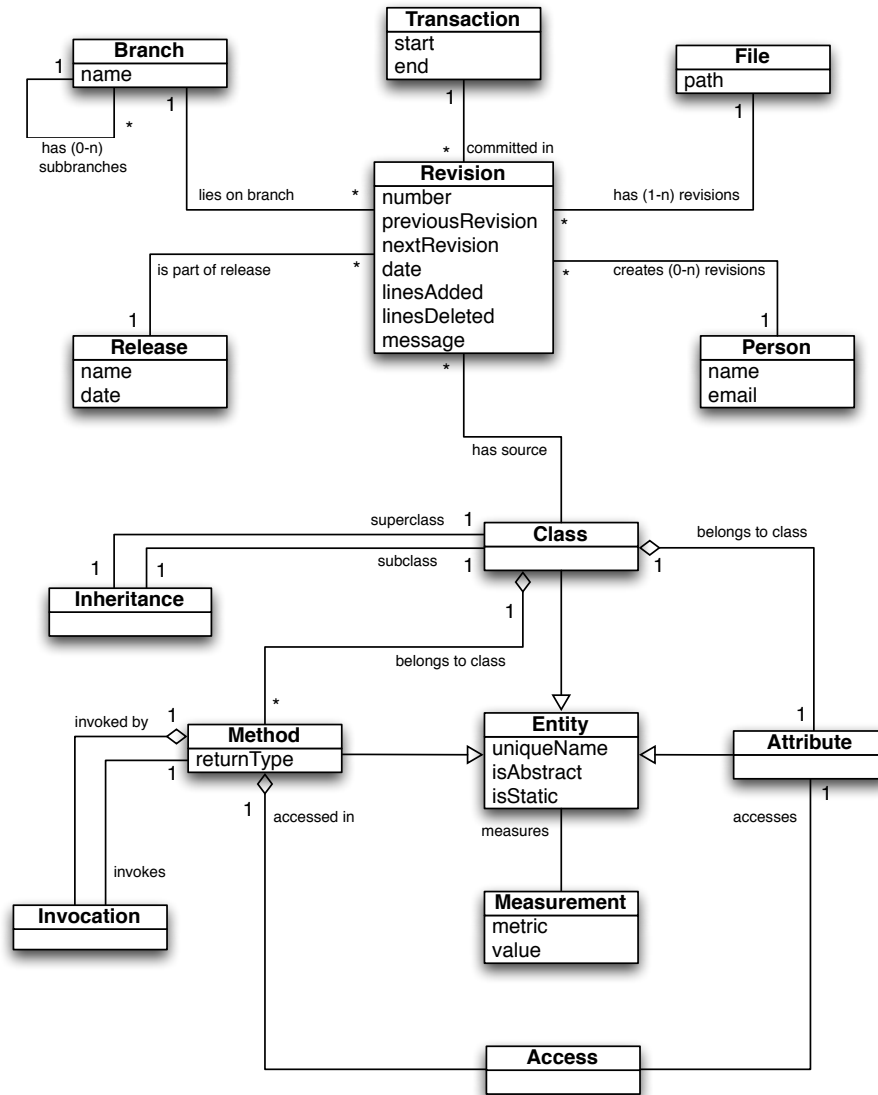 Transaction
start
end
Branch
name
1
1
*
has (0-n)
subbranches
File
path
1
1
*
committed in
Revision
number
previousRevision
nextRevision
date
linesAdded
linesDeleted
message
lies on branch
*
has (1-n) revisions
*
is part of release
*
1
creates (0-n) revisions
*
1
Release
name
date
Person
name
email
*
has source
superclass
1
1
subclass
1
1
Class
belongs to class
1
Inheritance
1
belongs to class
*
1
invoked by
1
Method
returnType
1
Entity
uniqueName
isAbstract
isStatic
Attribute
1
1
accessed in
measures
accesses
invokes
Invocation
Measurement
metric
value
Access